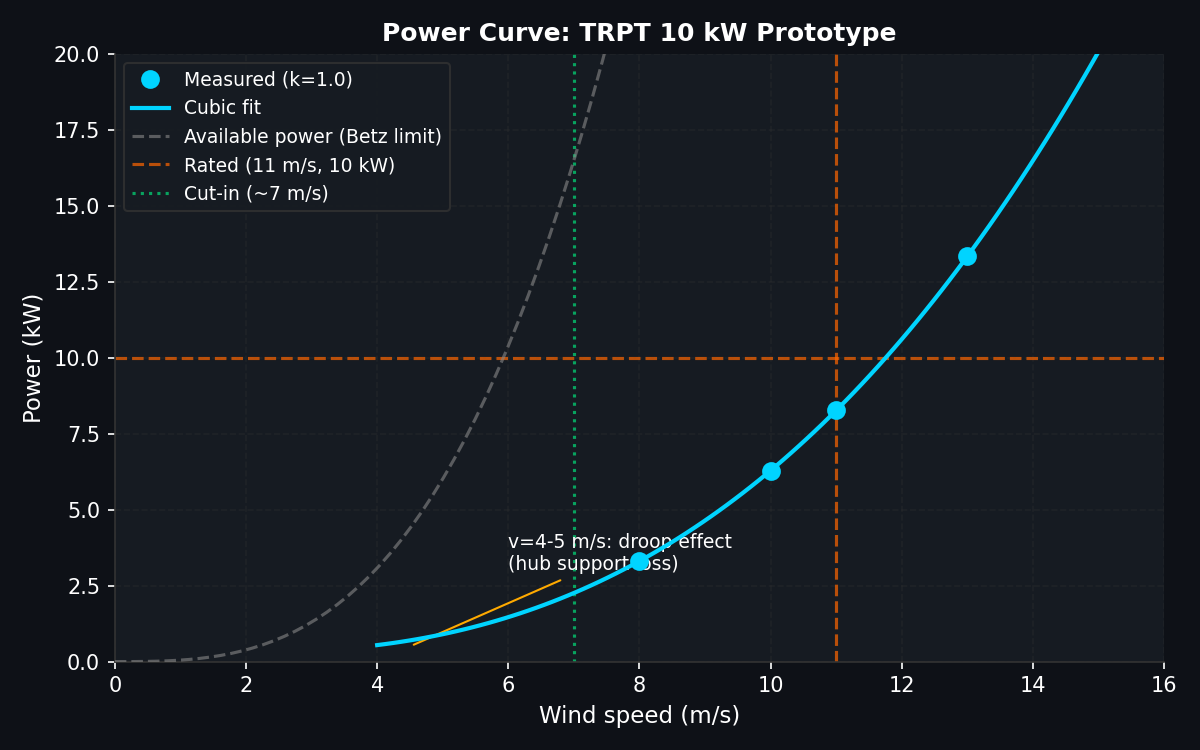 Power Curve: TRPT 10 kW Prototype
Measured (k=1.0)
Cubic fit
Available power (Betz limit)
Rated (11 m/s, 10 kW)
Cut-in (~7 m/s)
Power (kW)
20.0
17.5
15.0
12.5
10.0
7.5
5.0
2.5
0.0
v=4-5 m/s: droop effect
(hub support loss)
0 2 4 6 8 10 12 14 16
Wind speed (m/s)